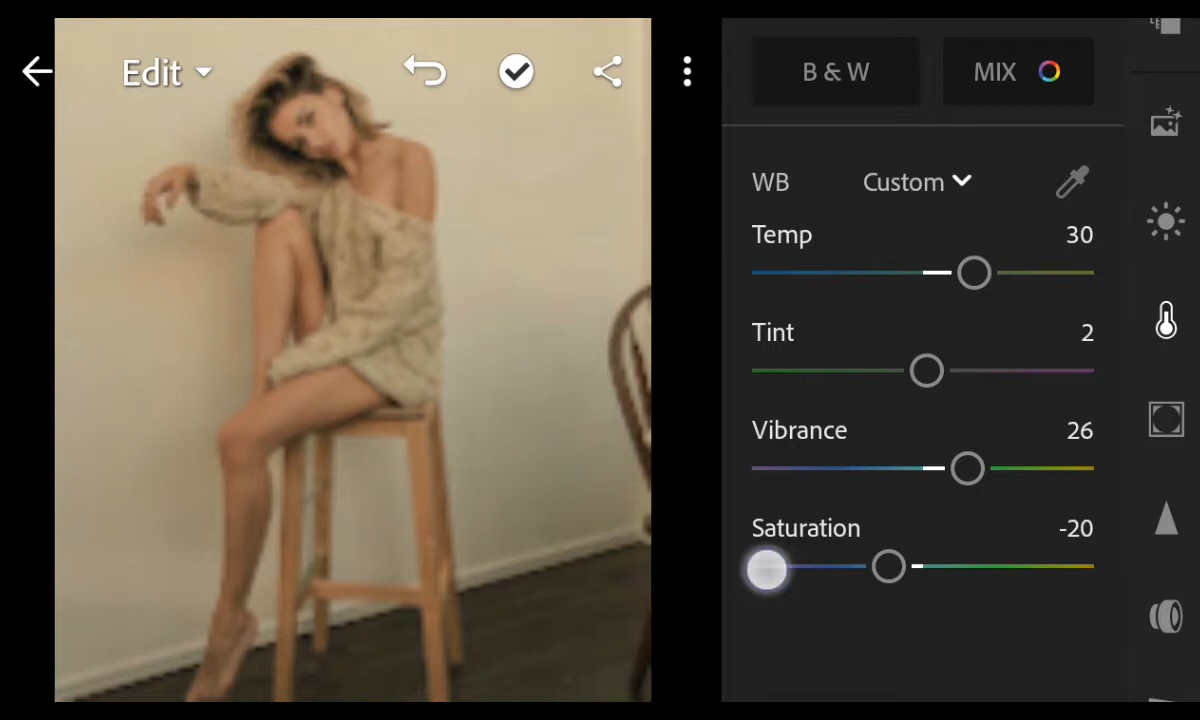 Edit
B & W
MIX
WB Custom
Temp 30
Tint 2
Vibrance 26
Saturation -20